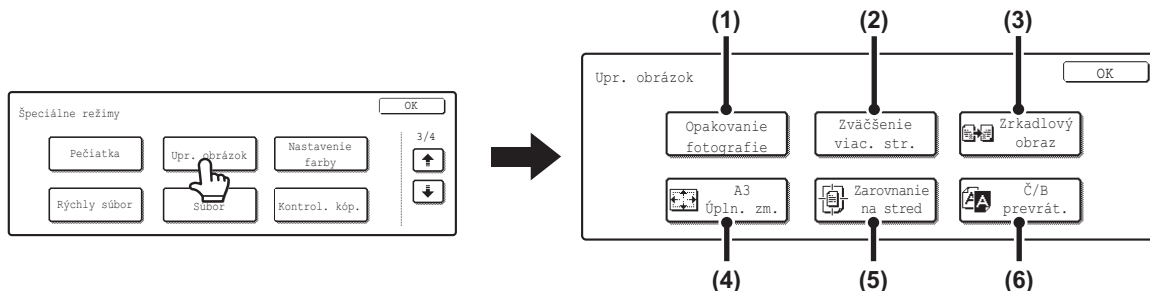 (1)
(2)
(3)
Špeciálne režimy
OK
3/4
Pečiatka
Upr. obrázok
Nastavenie
farby
Rýchly súbor
Súbor
Kontrol. kóp.
Upr. obrázok
OK
Opakovanie
fotografie
Zväčšenie
viac. str.
Zrkadlový
obraz
A3
Úpln. zm.
Zarovnanie
na stred
Č/B
prevrát.
(4)
(5)
(6)